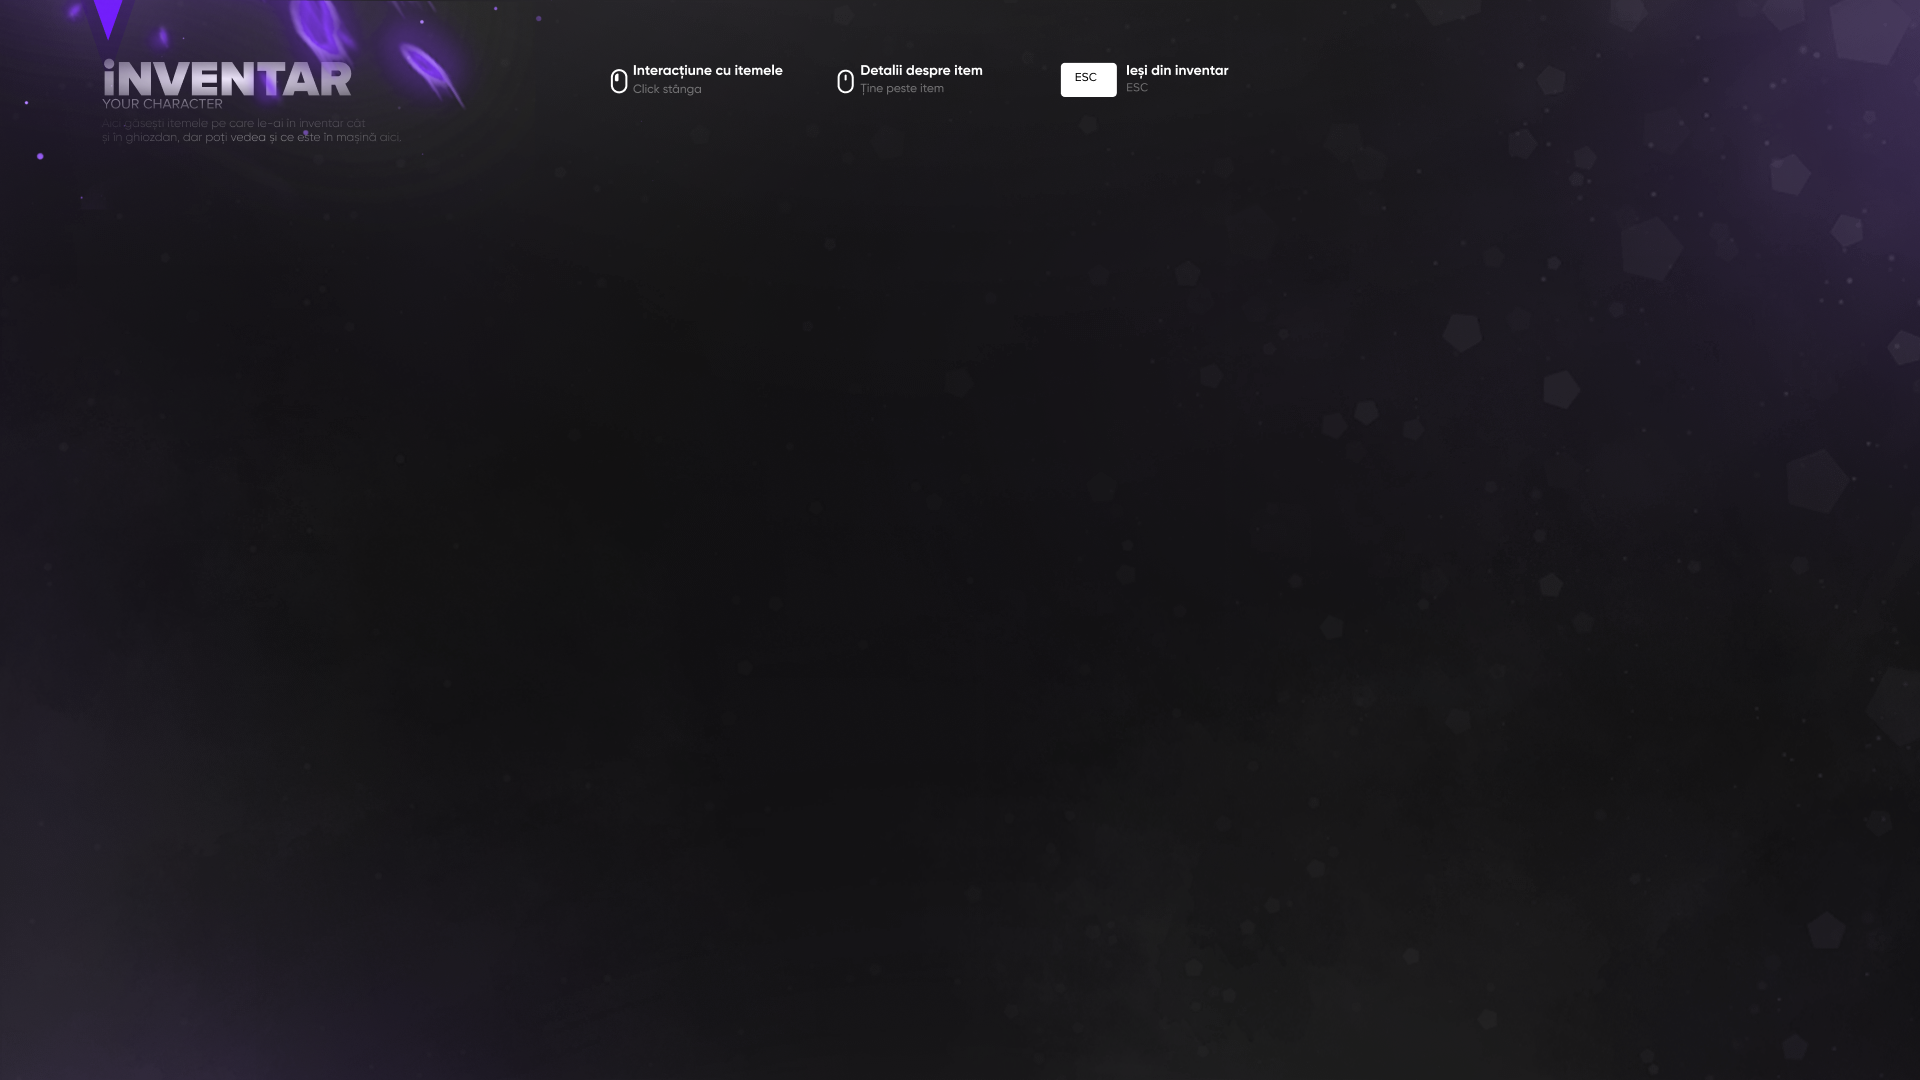 iNVENTAR
YOUR CHARACTER
Aici găsești itemele pe care le-ai în inventar cât
și în ghiozdan, dar poți vedea și ce este în mașină aici.
Interacțiune cu itemele
Click stânga
Detalii despre item
Ține peste item
ESC
Ieși din inventar
ESC